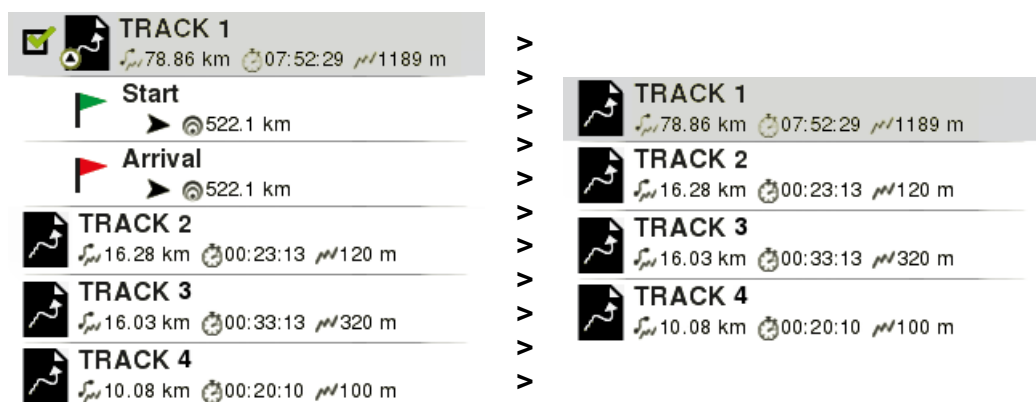 TRACK 1
78.86 km 07:52:29 1189 m
Start
522.1 km
Arrival
522.1 km
TRACK 2
16.28 km 00:23:13 120 m
TRACK 3
16.03 km 00:33:13 320 m
TRACK 4
10.08 km 00:20:10 100 m
>
>
>
>
>
>
>
>
>
>
>
TRACK 1
78.86 km 07:52:29 1189 m
TRACK 2
16.28 km 00:23:13 120 m
TRACK 3
16.03 km 00:33:13 320 m
TRACK 4
10.08 km 00:20:10 100 m